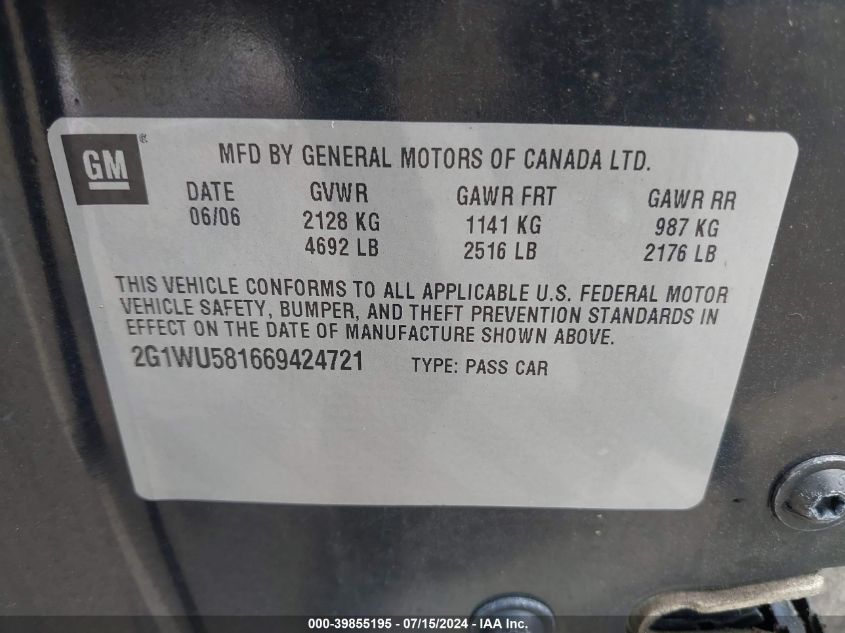 GM ®
MFD BY GENERAL MOTORS OF CANADA LTD.
DATE GVWR GAWR FRT GAWR RR
06/06 2128 KG 1141 KG 987 KG
4692 LB 2516 LB 2176 LB
THIS VEHICLE CONFORMS TO ALL APPLICABLE U.S. FEDERAL MOTOR
VEHICLE SAFETY, BUMPER, AND THEFT PREVENTION STANDARDS IN
EFFECT ON THE DATE OF MANUFACTURE SHOWN ABOVE.
2G1WU581669424721 TYPE: PASS CAR
000-39855195 - 07/15/2024 - IAA Inc.